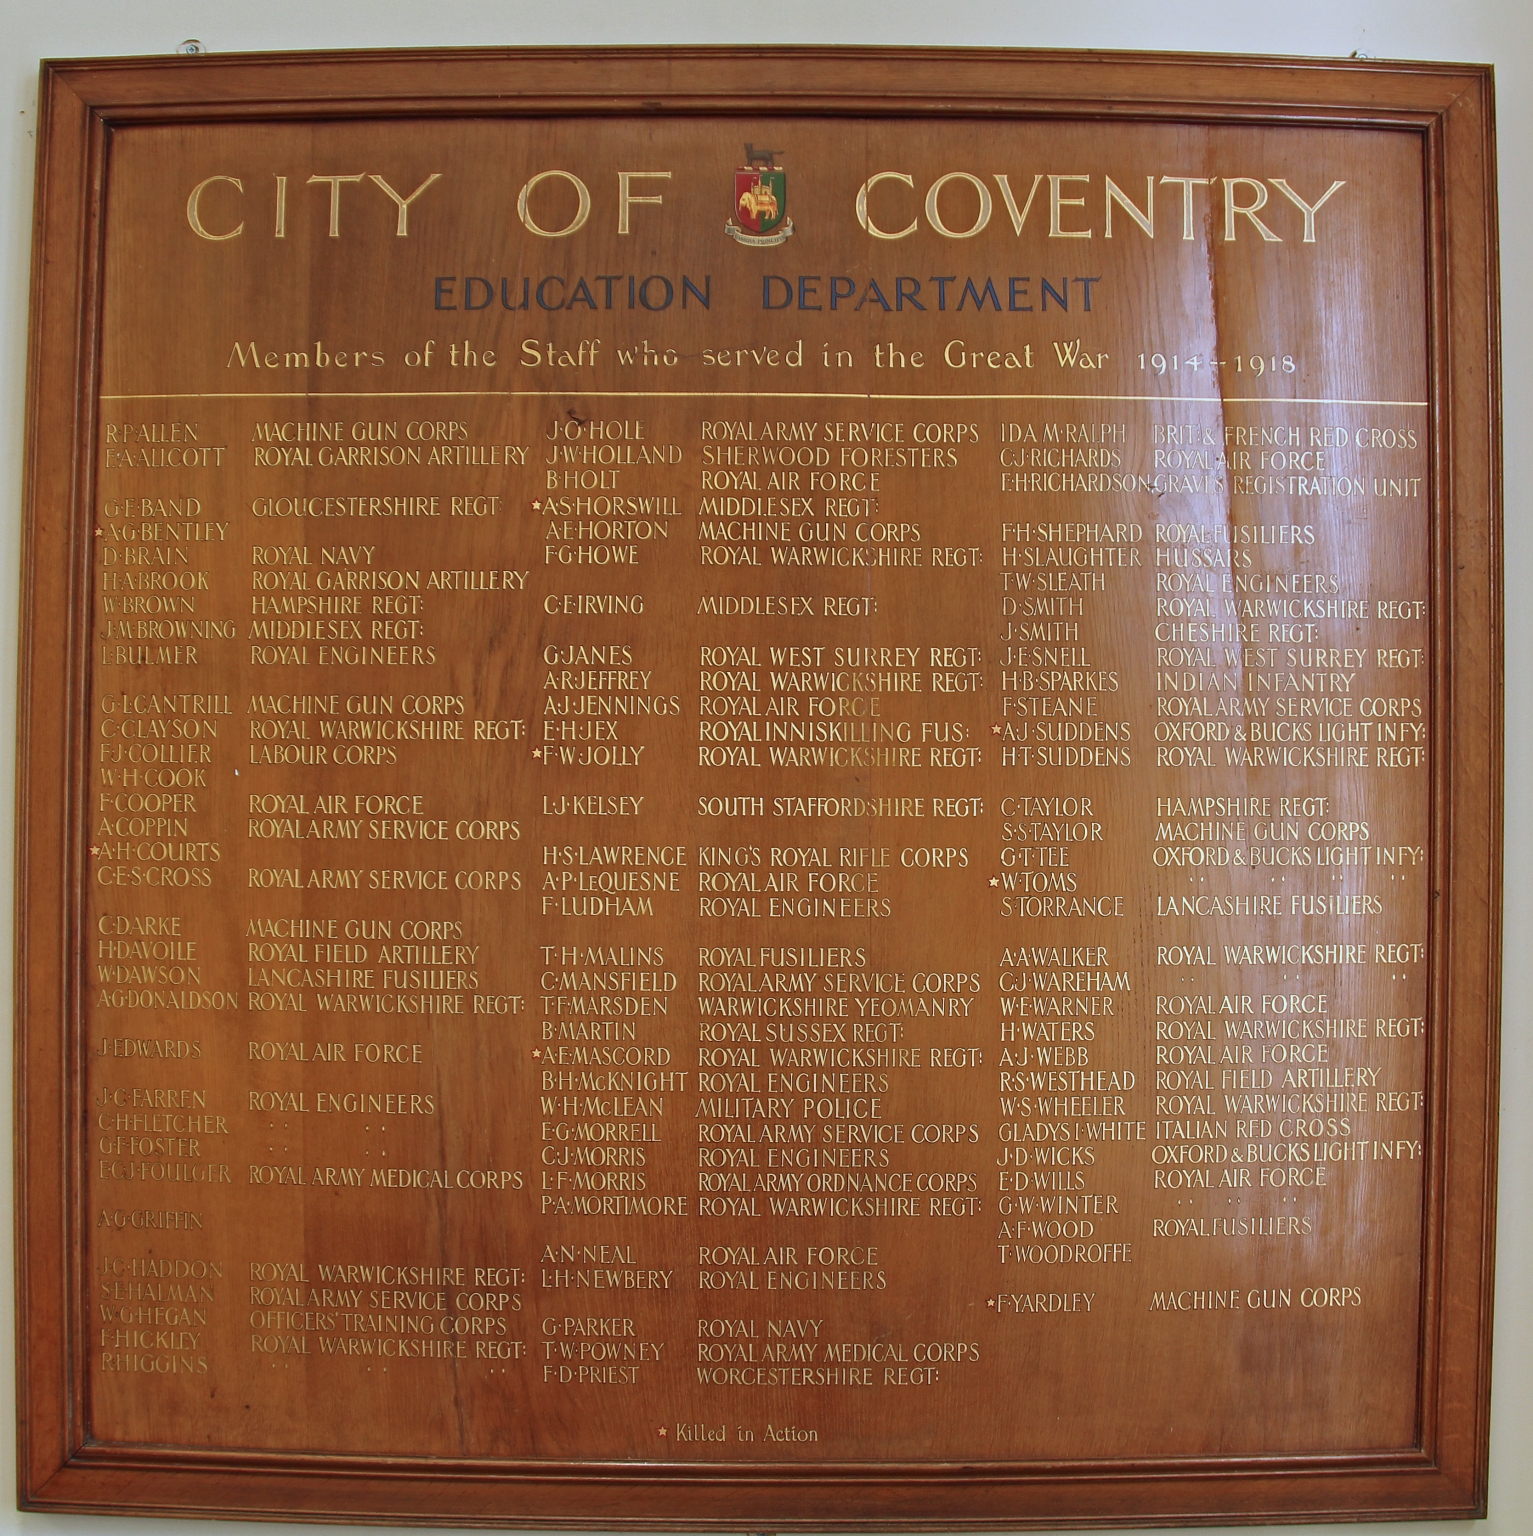 CITY OF COVENTRY
EDUCATION DEPARTMENT
Members of the Staff who served in the Great War 1914-1918
R·P·ALLEN MACHINE GUN CORPS
E·A·ALICOTT ROYAL GARRISON ARTILLERY
G·E·BAND GLOUCESTERSHIRE REGT:
★A·G·BENTLEY
D·BRAIN ROYAL NAVY
H·A·BROOK ROYAL GARRISON ARTILLERY
W·BROWN HAMPSHIRE REGT:
J·M·BROWNING MIDDLESEX REGT:
L·BULMER ROYAL ENGINEERS
G·L·CANTRILL MACHINE GUN CORPS
C·CLAYSON ROYAL WARWICKSHIRE REGT:
F·J·COLLIER LABOUR CORPS
W·H·COOK
F·COOPER ROYAL AIR FORCE
A·COPPIN ROYAL ARMY SERVICE CORPS
★A·H·COURTS
C·E·S·CROSS ROYAL ARMY SERVICE CORPS
C·DARKE MACHINE GUN CORPS
H·DAVOILE ROYAL FIELD ARTILLERY
W·DAWSON LANCASHIRE FUSILIERS
A·G·DONALDSON ROYAL WARWICKSHIRE REGT:
J·EDWARDS ROYAL AIR FORCE
J·C·FARREN ROYAL ENGINEERS
C·H·FLETCHER " "
G·F·FOSTER " "
E·C·J·FOULGER ROYAL ARMY MEDICAL CORPS
A·G·GRIFFIN
J·C·HADDON ROYAL WARWICKSHIRE REGT:
S·E·HALMAN ROYAL ARMY SERVICE CORPS
W·G·HEGAN OFFICERS' TRAINING CORPS
F·HICKLEY ROYAL WARWICKSHIRE REGT:
R·HIGGINS " " "
J·O·HOLE ROYAL ARMY SERVICE CORPS
J·W·HOLLAND SHERWOOD FORESTERS
B·HOLT ROYAL AIR FORCE
★A·S·HORSWILL MIDDLESEX REGT:
A·E·HORTON MACHINE GUN CORPS
F·G·HOWE ROYAL WARWICKSHIRE REGT:
C·E·IRVING MIDDLESEX REGT:
G·JANES ROYAL WEST SURREY REGT:
A·R·JEFFREY ROYAL WARWICKSHIRE REGT:
A·J·JENNINGS ROYAL AIR FORCE
E·H·JEX ROYAL INNISKILLING FUS:
★F·W·JOLLY ROYAL WARWICKSHIRE REGT:
L·J·KELSEY SOUTH STAFFORDSHIRE REGT:
H·S·LAWRENCE KING'S ROYAL RIFLE CORPS
A·P·LeQUESNE ROYAL AIR FORCE
F·LUDHAM ROYAL ENGINEERS
T·H·MALINS ROYAL FUSILIERS
C·MANSFIELD ROYAL ARMY SERVICE CORPS
T·F·MARSDEN WARWICKSHIRE YEOMANRY
B·MARTIN ROYAL SUSSEX REGT:
★A·E·MASCORD ROYAL WARWICKSHIRE REGT:
B·H·McKNIGHT ROYAL ENGINEERS
W·H·McLEAN MILITARY POLICE
E·G·MORRELL ROYAL ARMY SERVICE CORPS
C·J·MORRIS ROYAL ENGINEERS
L·F·MORRIS ROYAL ARMY ORDNANCE CORPS
P·A·MORTIMORE ROYAL WARWICKSHIRE REGT:
A·N·NEAL ROYAL AIR FORCE
L·H·NEWBERY ROYAL ENGINEERS
G·PARKER ROYAL NAVY
T·W·POWNEY ROYAL ARMY MEDICAL CORPS
F·D·PRIEST WORCESTERSHIRE REGT:
IDA M·RALPH BRIT: & FRENCH RED CROSS
C·J·RICHARDS ROYAL AIR FORCE
E·H·RICHARDSON GRAVES REGISTRATION UNIT
F·H·SHEPHARD ROYAL FUSILIERS
H·SLAUGHTER HUSSARS
T·W·SLEATH ROYAL ENGINEERS
D·SMITH ROYAL WARWICKSHIRE REGT:
J·SMITH CHESHIRE REGT:
J·E·SNELL ROYAL WEST SURREY REGT:
H·B·SPARKES INDIAN INFANTRY
F·STEANE ROYAL ARMY SERVICE CORPS
★A·J·SUDDENS OXFORD & BUCKS LIGHT INFY:
H·T·SUDDENS ROYAL WARWICKSHIRE REGT:
C·TAYLOR HAMPSHIRE REGT:
S·S·TAYLOR MACHINE GUN CORPS
G·T·TEE OXFORD & BUCKS LIGHT INFY:
★W·TOMS " " " "
S·TORRANCE LANCASHIRE FUSILIERS
A·A·WALKER ROYAL WARWICKSHIRE REGT:
C·J·WAREHAM " " "
W·E·WARNER ROYAL AIR FORCE
H·WATERS ROYAL WARWICKSHIRE REGT:
A·J·WEBB ROYAL AIR FORCE
R·S·WESTHEAD ROYAL FIELD ARTILLERY
W·S·WHEELER ROYAL WARWICKSHIRE REGT:
GLADYS I·WHITE ITALIAN RED CROSS
J·D·WICKS OXFORD & BUCKS LIGHT INFY:
E·D·WILLS ROYAL AIR FORCE
G·W·WINTER " " "
A·F·WOOD ROYAL FUSILIERS
T·WOODROFFE
★F·YARDLEY MACHINE GUN CORPS
★ Killed in Action